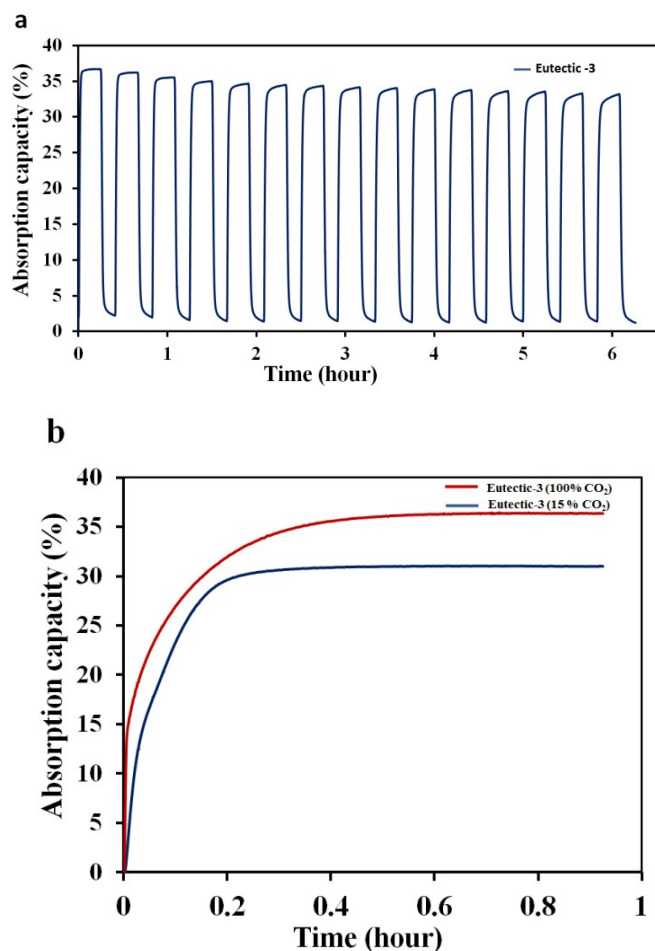 a
40
35
30
25
20
15
10
5
0
Absorption capacity (%)
Eutectic -3
0 1 2 3 4 5 6
Time (hour)
b
40
35
30
25
20
15
10
5
0
Absorption capacity (%)
Eutectic-3 (100% CO₂)
Eutectic-3 (15 % CO₂)
0 0.2 0.4 0.6 0.8 1
Time (hour)